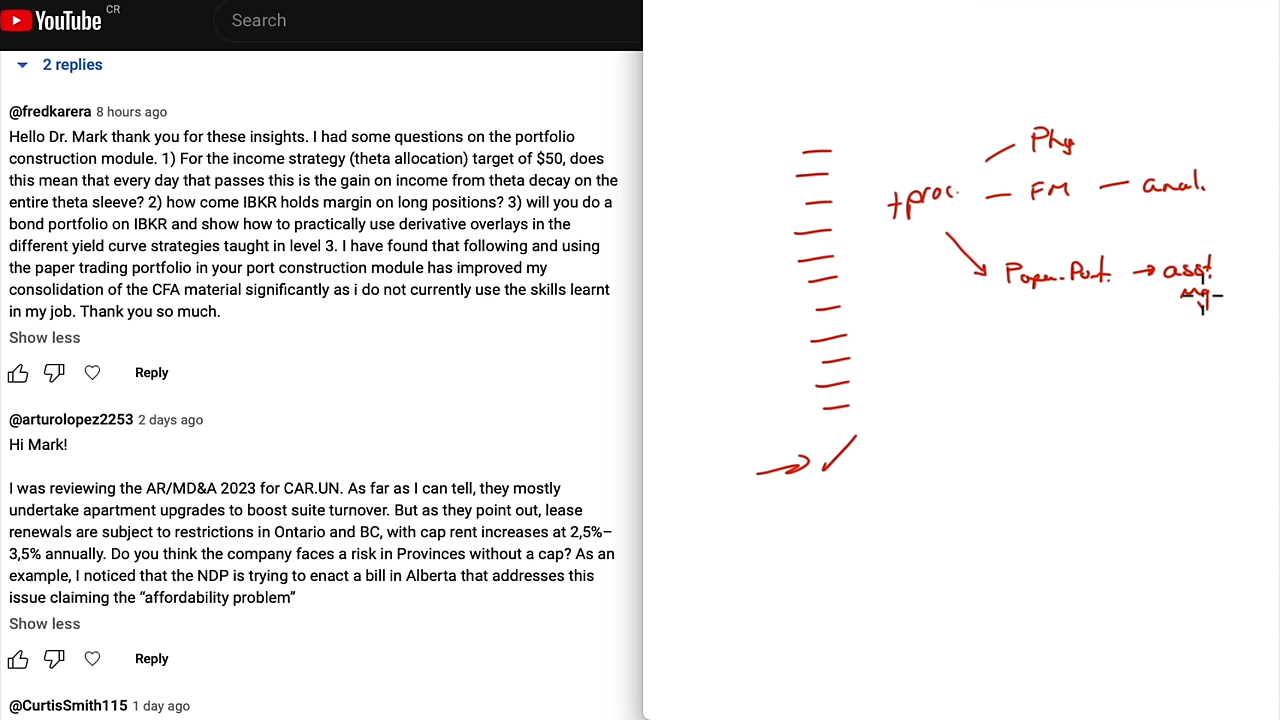 YouTube CR
Search
2 replies
@fredkarera 8 hours ago
Hello Dr. Mark thank you for these insights. I had some questions on the portfolio
construction module. 1) For the income strategy (theta allocation) target of $50, does
this mean that every day that passes this is the gain on income from theta decay on the
entire theta sleeve? 2) how come IBKR holds margin on long positions? 3) will you do a
bond portfolio on IBKR and show how to practically use derivative overlays in the
different yield curve strategies taught in level 3. I have found that following and using
the paper trading portfolio in your port construction module has improved my
consolidation of the CFA material significantly as i do not currently use the skills learnt
in my job. Thank you so much.
Show less
Reply
@arturolopez2253 2 days ago
Hi Mark!
I was reviewing the AR/MD&A 2023 for CAR.UN. As far as I can tell, they mostly
undertake apartment upgrades to boost suite turnover. But as they point out, lease
renewals are subject to restrictions in Ontario and BC, with cap rent increases at 2,5%–
3,5% annually. Do you think the company faces a risk in Provinces without a cap? As an
example, I noticed that the NDP is trying to enact a bill in Alberta that addresses this
issue claiming the “affordability problem”
Show less
Reply
@CurtisSmith115 1 day ago
proc.
FM
anal.
Port.